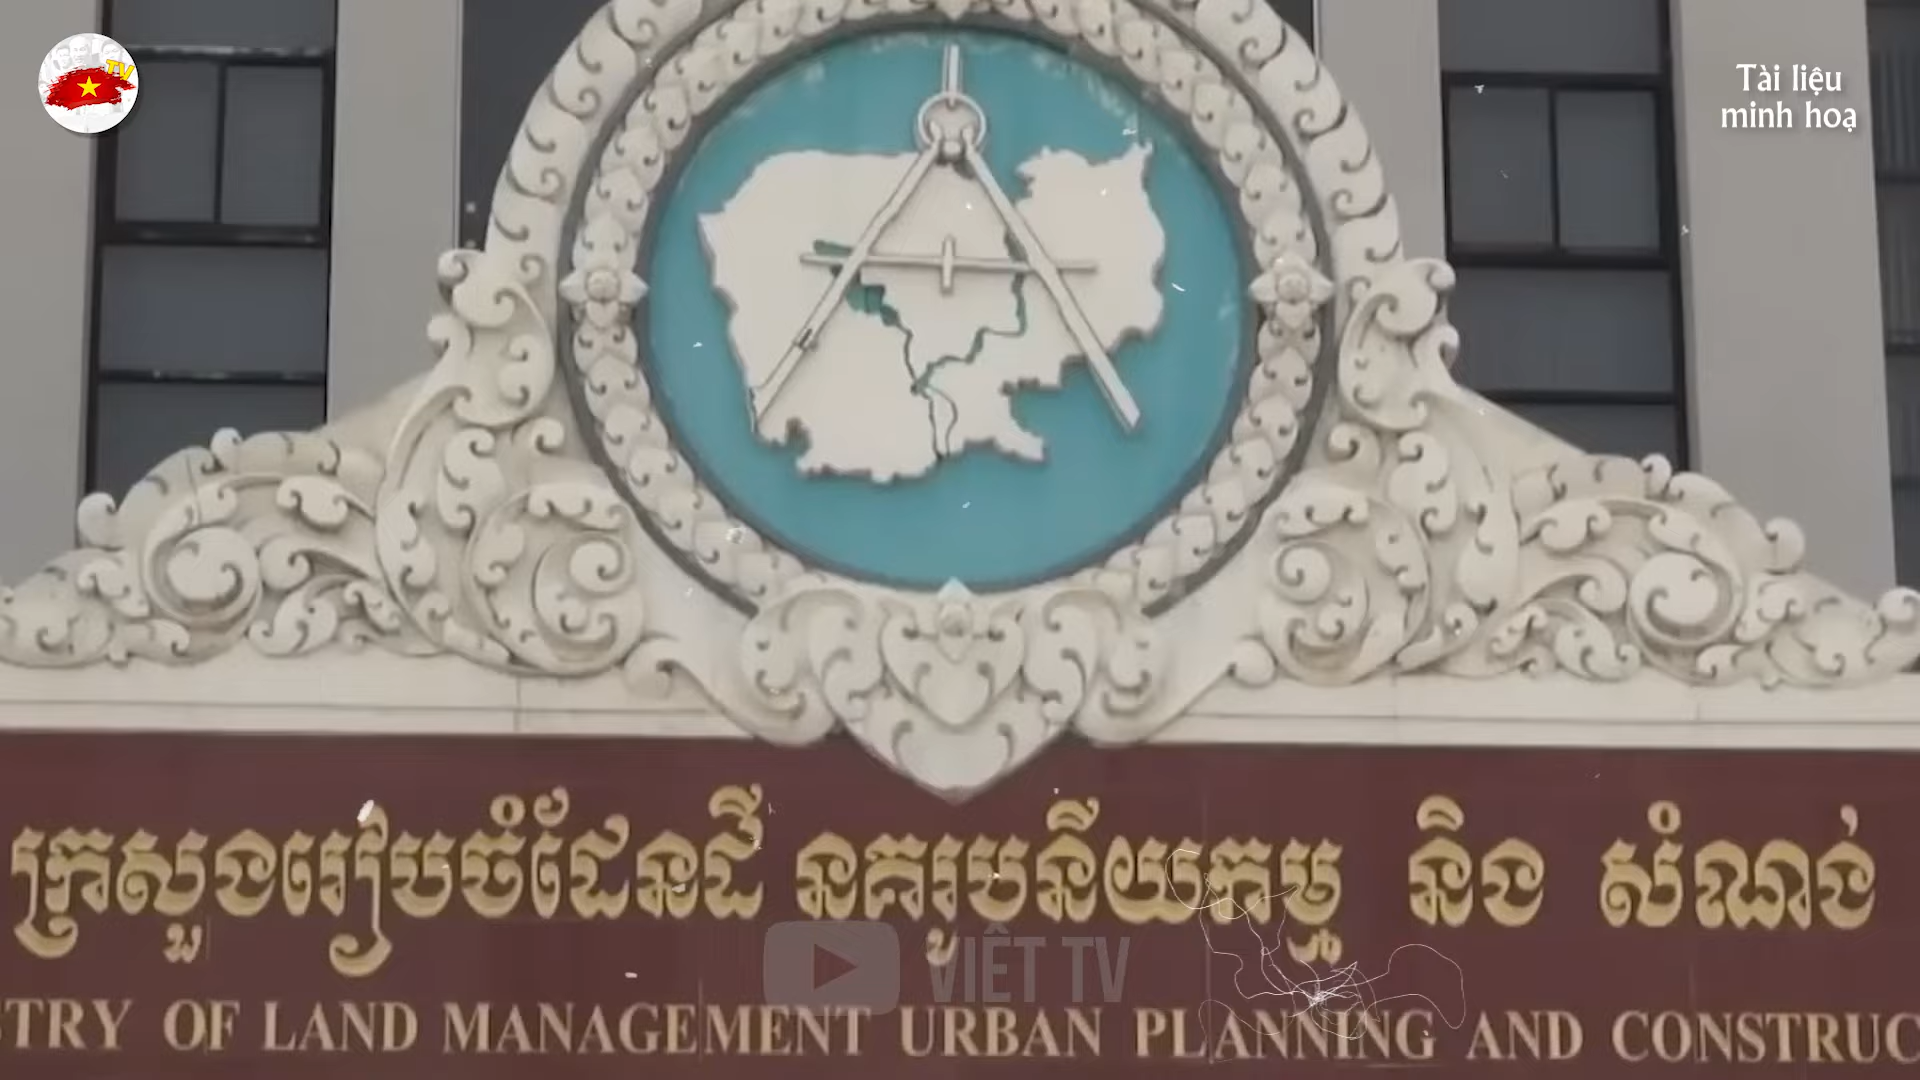 TV
Tài liệu
minh hoạ
ក្រសួងរៀបចំដែនដី នគរូបនីយកម្ម និង សំណង់
VIỆT TV
STRY OF LAND MANAGEMENT URBAN PLANNING AND CONSTRUC